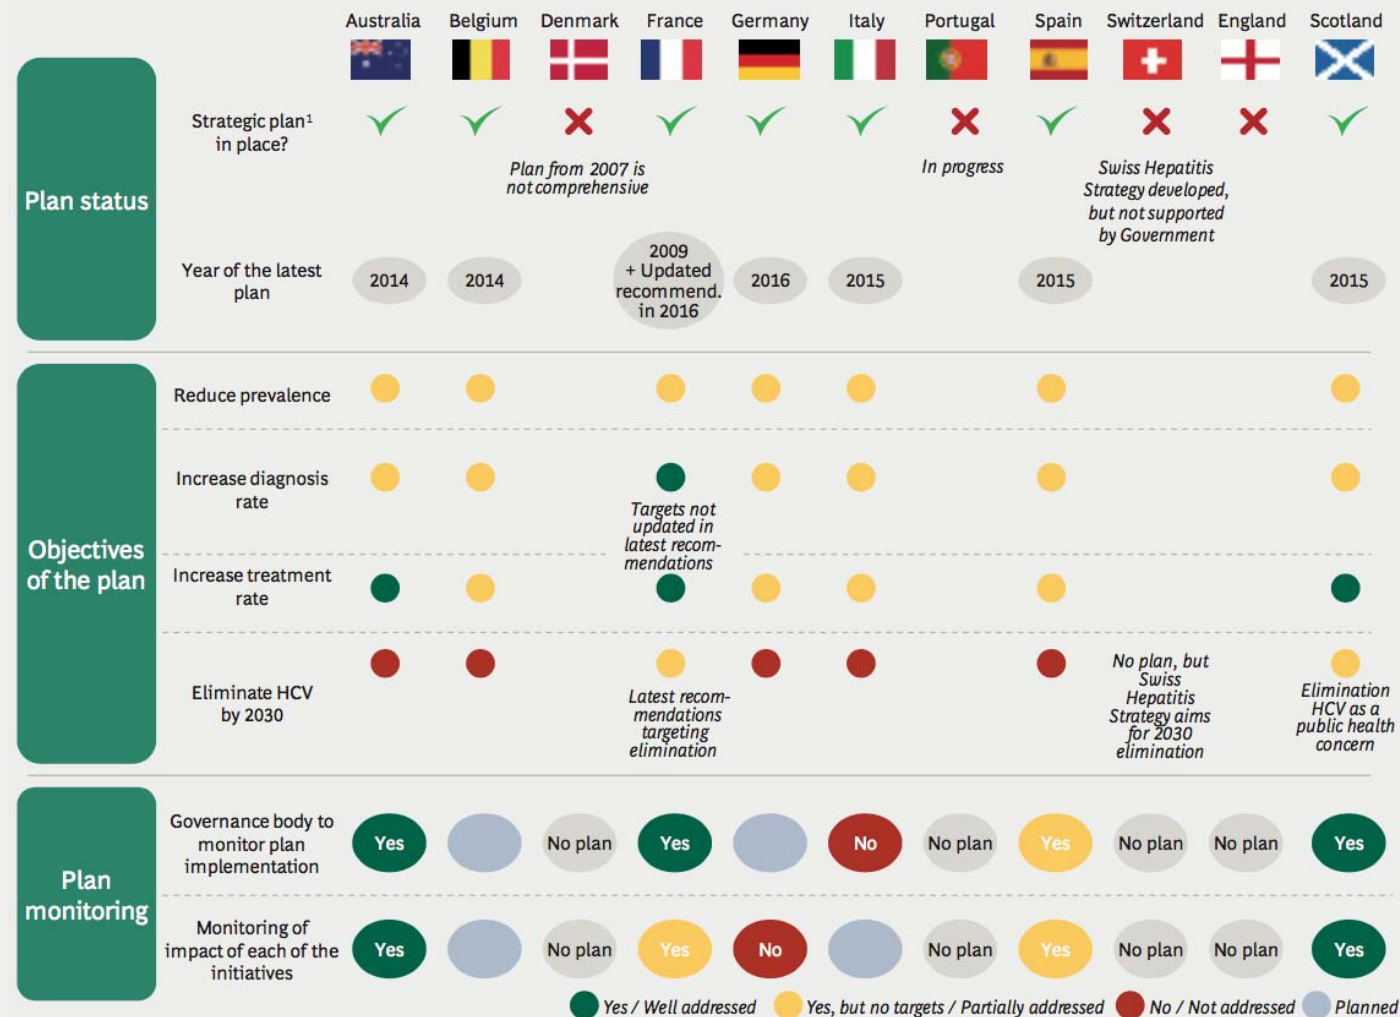 Australia Belgium Denmark France Germany Italy Portugal Spain Switzerland England Scotland
Plan status
Strategic plan¹
in place?
Plan from 2007 is
not comprehensive
In progress
Swiss Hepatitis
Strategy developed,
but not supported
by Government
Year of the latest
plan
2014
2014
2009
+ Updated
recommend.
in 2016
2016
2015
2015
2015
Objectives
of the plan
Reduce prevalence
Increase diagnosis
rate
Targets not
updated in
latest recom-
mendations
Increase treatment
rate
Eliminate HCV
by 2030
Latest recom-
mendations
targeting
elimination
No plan, but
Swiss
Hepatitis
Strategy aims
for 2030
elimination
Elimination
HCV as a
public health
concern
Plan
monitoring
Governance body to
monitor plan
implementation
Yes No plan Yes No No plan Yes No plan No plan Yes
Monitoring of
impact of each of the
initiatives
Yes No plan Yes No No plan Yes No plan No plan Yes
Yes / Well addressed Yes, but no targets / Partially addressed No / Not addressed Planned